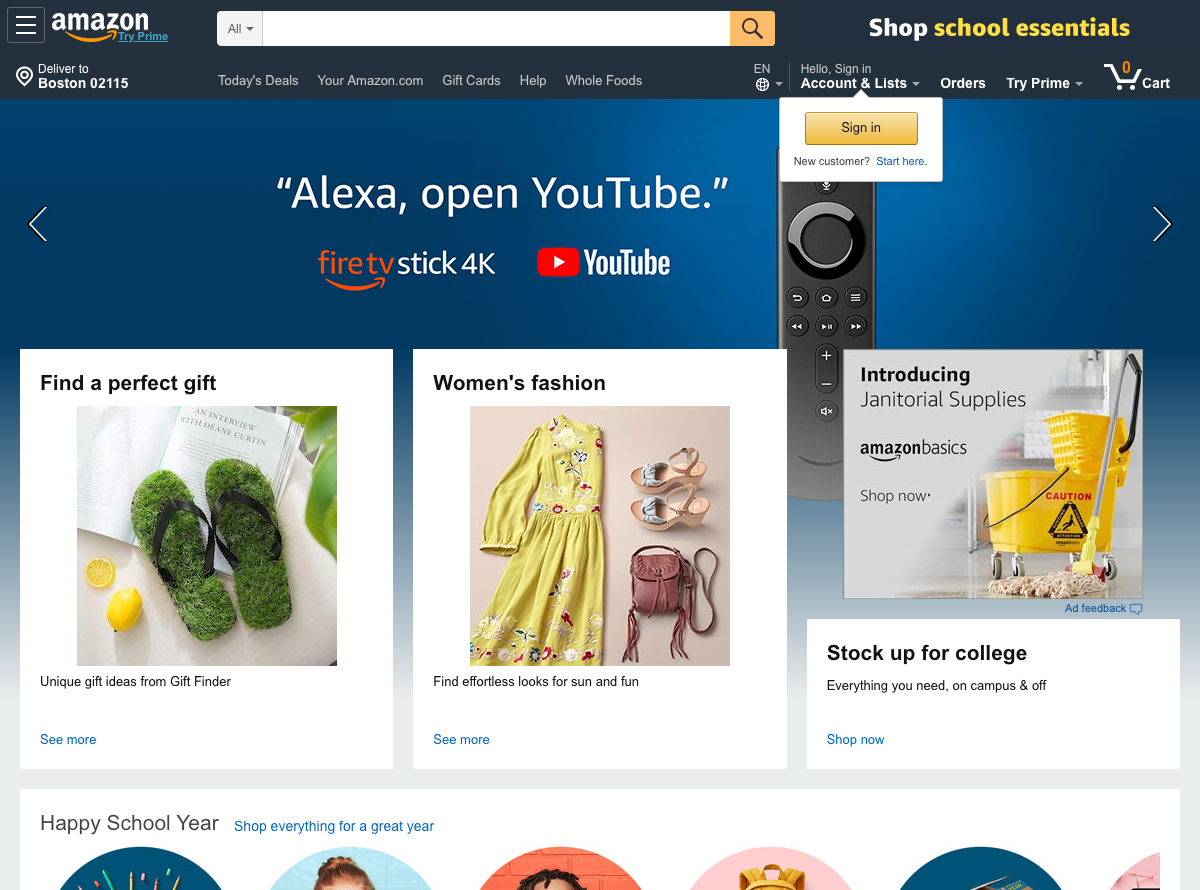 amazon
Try Prime
All
Shop school essentials
Deliver to
Boston 02115
Today's Deals
Your Amazon.com
Gift Cards
Help
Whole Foods
EN
Hello, Sign in
Account & Lists
Orders
Try Prime
0
Cart
Sign in
New customer? Start here.
“Alexa, open YouTube.”
fire tv stick 4K
YouTube
Find a perfect gift
AN INTERVIEW
WITH DEANE CURTIN
Unique gift ideas from Gift Finder
See more
Women's fashion
Find effortless looks for sun and fun
See more
Introducing
Janitorial Supplies
amazonbasics
Shop now
CAUTION
ATTENTION
amazonbasics
Ad feedback
Stock up for college
Everything you need, on campus & off
Shop now
Happy School Year
Shop everything for a great year